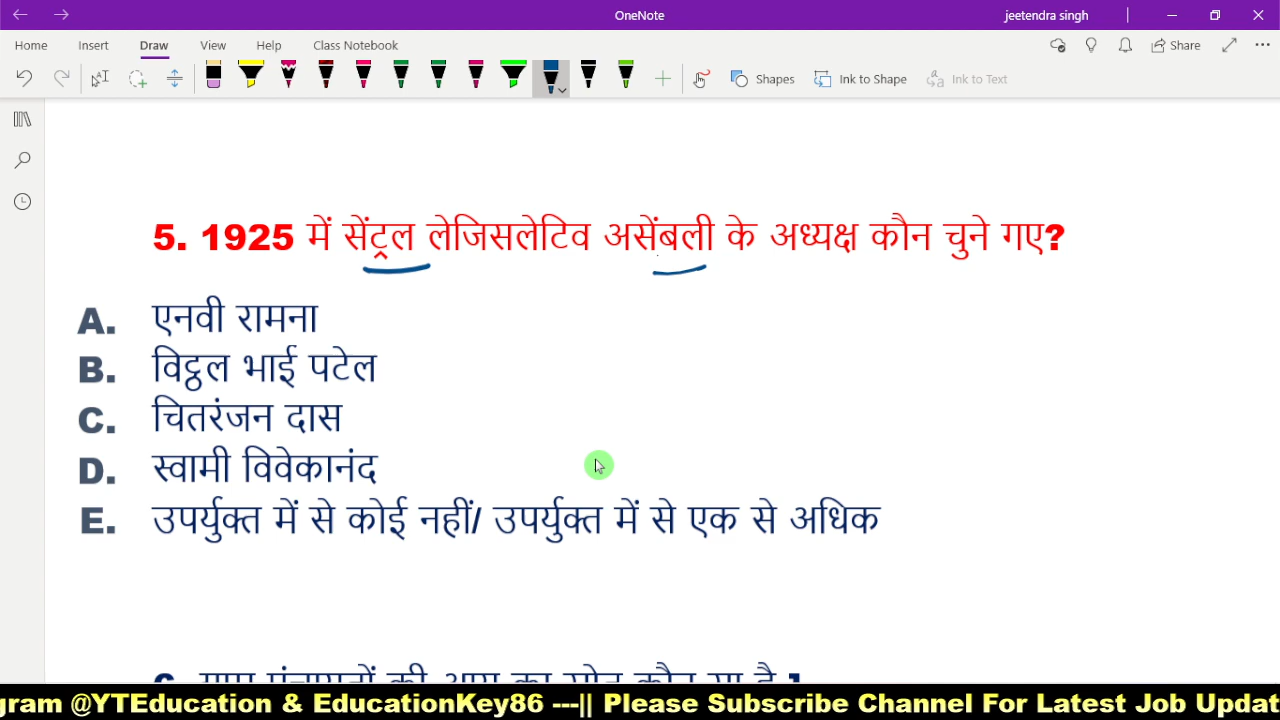 OneNote
jeetendra singh
Home Insert Draw View Help Class Notebook
Share
Shapes Ink to Shape Ink to Text
5. 1925 में सेंट्रल लेजिसलेटिव असेंबली के अध्यक्ष कौन चुने गए?
A. एनवी रामना
B. विट्ठल भाई पटेल
C. चितरंजन दास
D. स्वामी विवेकानंद
E. उपर्युक्त में से कोई नहीं/ उपर्युक्त में से एक से अधिक
gram @YTEducation & EducationKey86 ---|| Please Subscribe Channel For Latest Job Updat